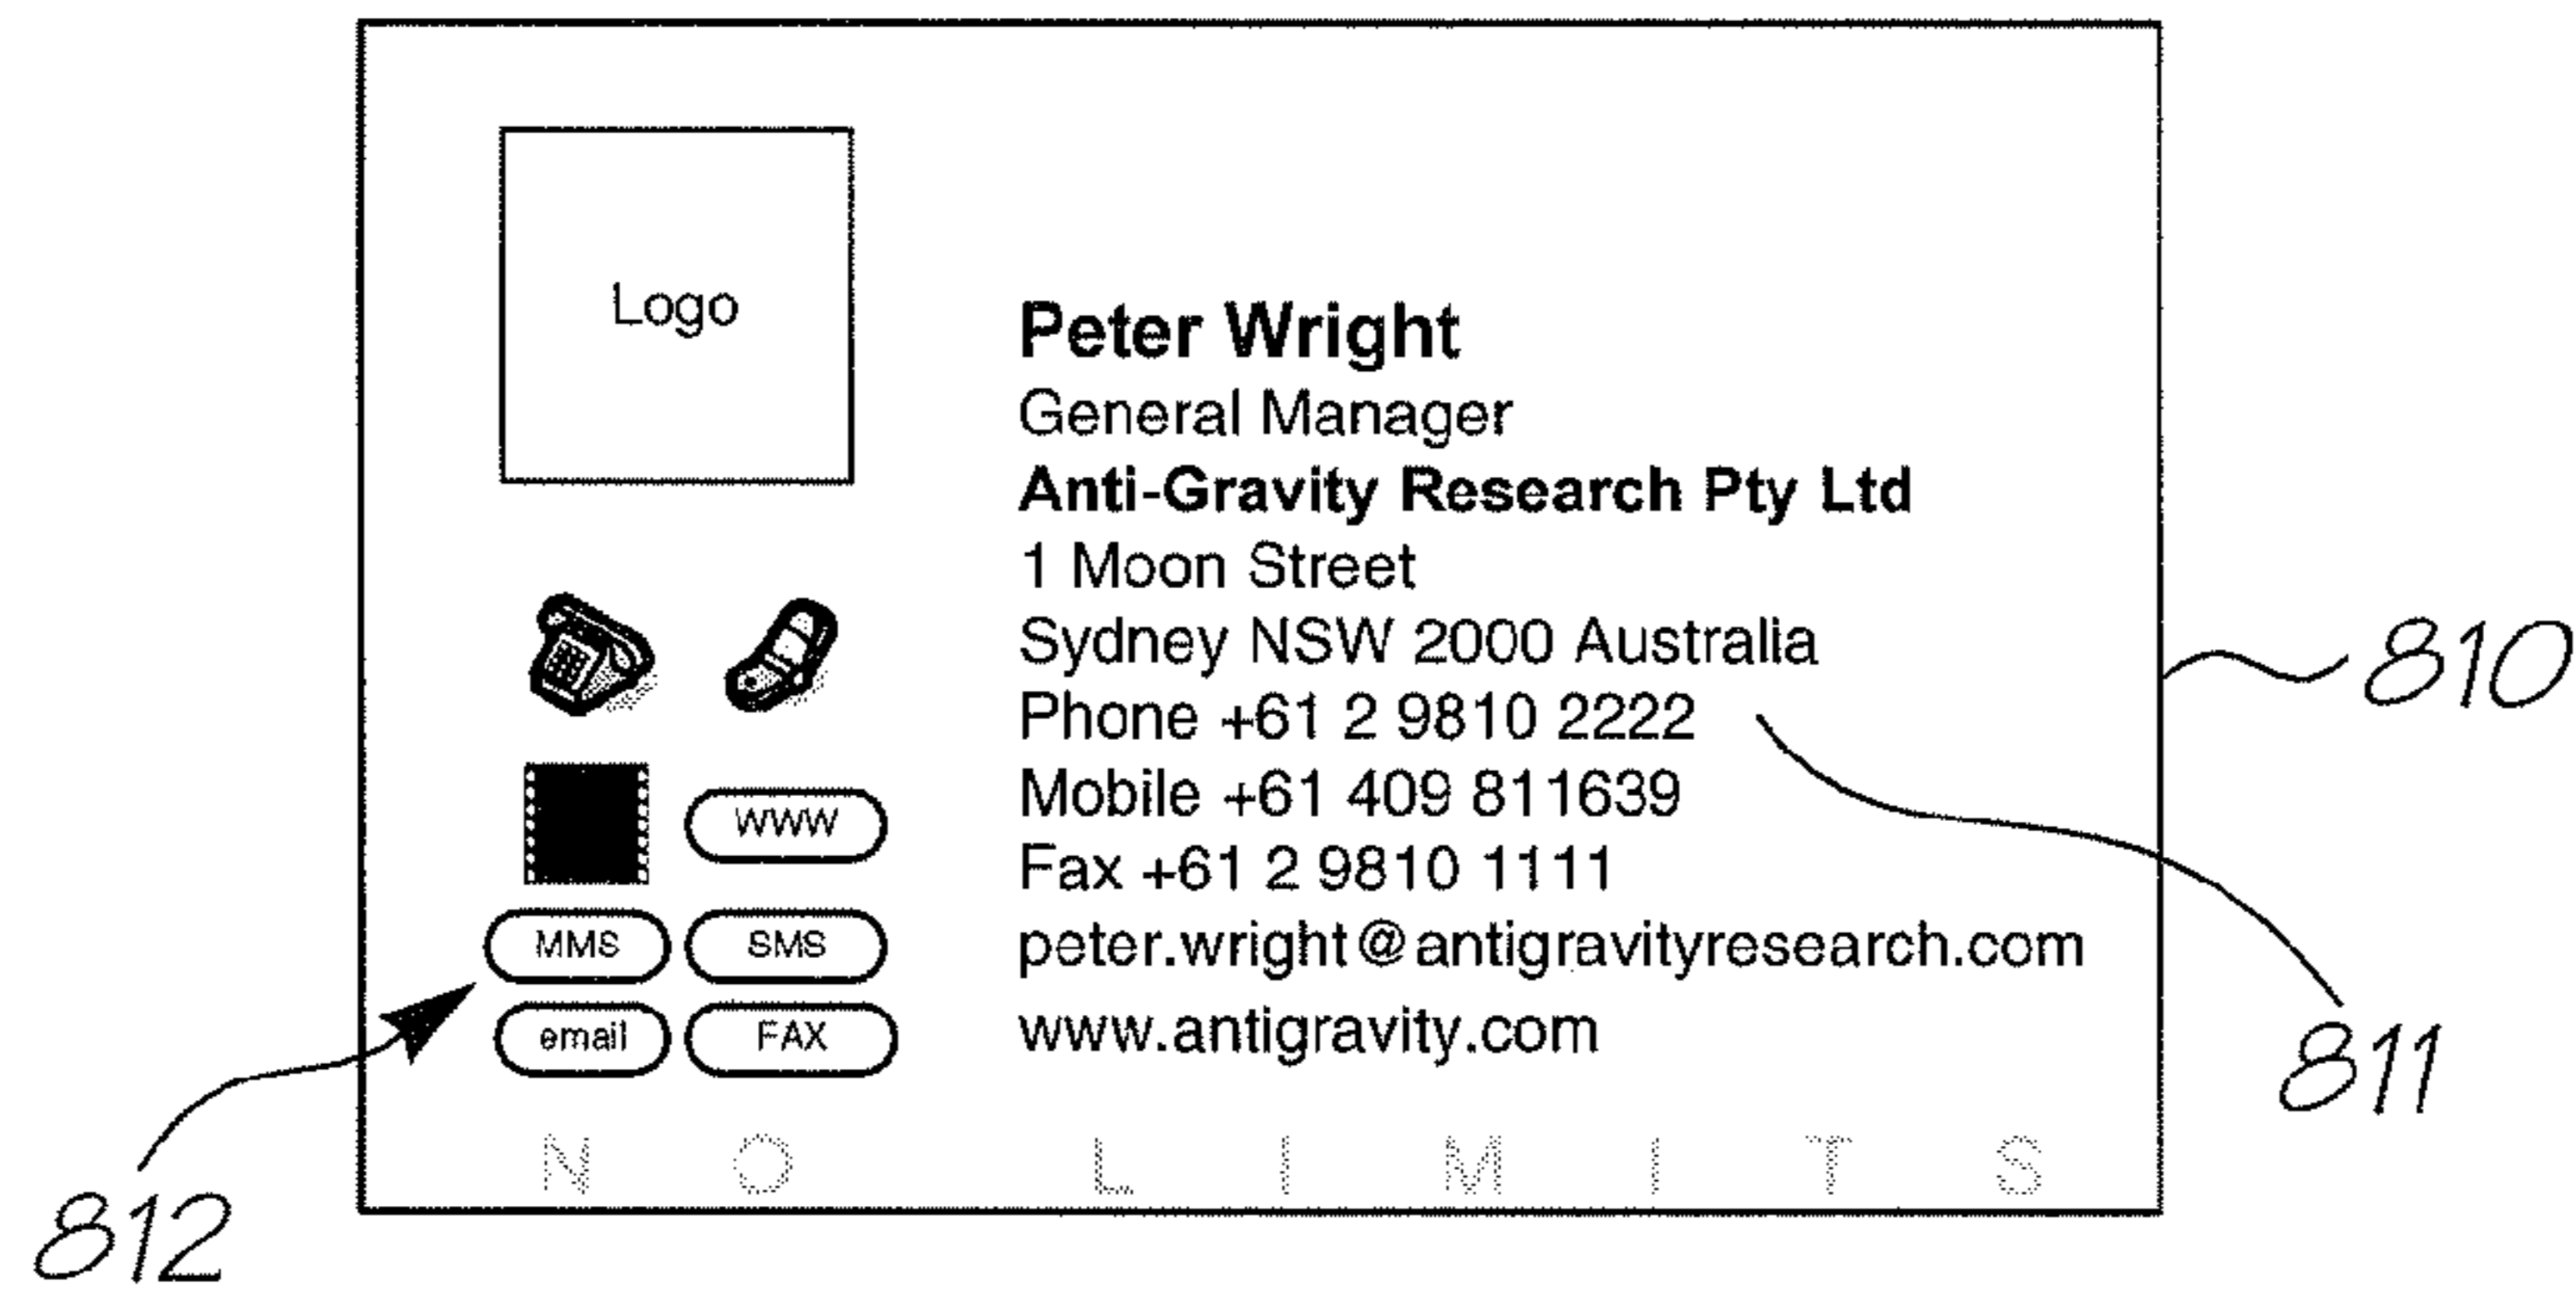 Logo
Peter Wright
General Manager
Anti-Gravity Research Pty Ltd
1 Moon Street
Sydney NSW 2000 Australia
Phone +61 2 9810 2222
Mobile +61 409 811639
Fax +61 2 9810 1111
peter.wright@antigravityresearch.com
www.antigravity.com
WWW
MMS SMS
email FAX
NO LIMITS
810
811
812